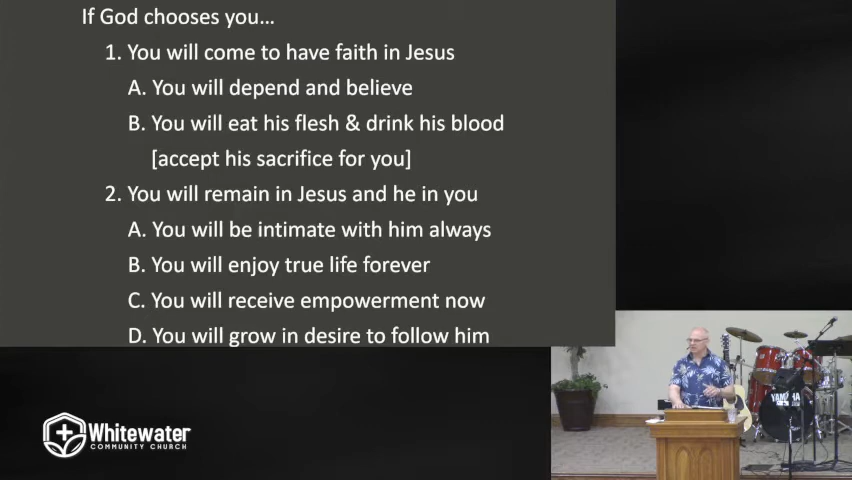 If God chooses you...
1. You will come to have faith in Jesus
A. You will depend and believe
B. You will eat his flesh & drink his blood
[accept his sacrifice for you]
2. You will remain in Jesus and he in you
A. You will be intimate with him always
B. You will enjoy true life forever
C. You will receive empowerment now
D. You will grow in desire to follow him
Whitewater
COMMUNITY CHURCH
YAMAHA